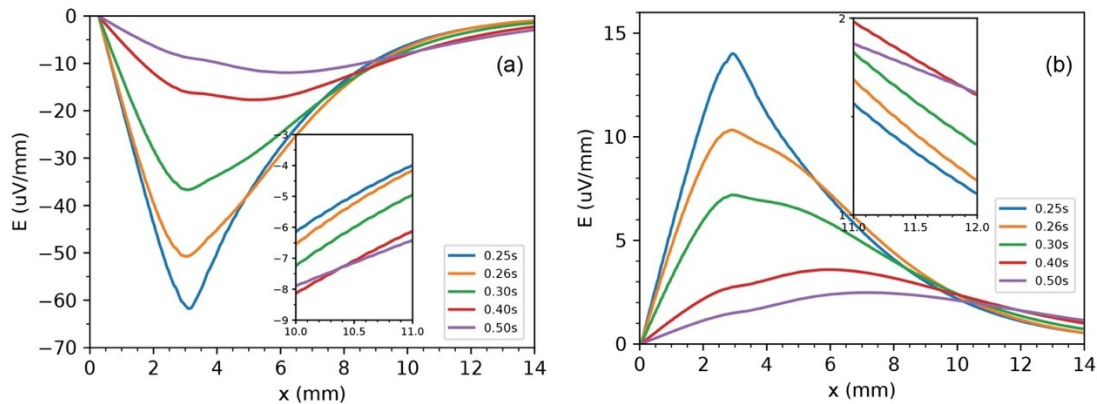 0
−10
−20
−30
−40
−50
−60
−70
E (uV/mm)
0 2 4 6 8 10 12 14
x (mm)
(a)
−3
−4
−5
−6
−7
−8
−9
10.0 10.5 11.0
0.25s
0.26s
0.30s
0.40s
0.50s
15
10
5
0
E (uV/mm)
0 2 4 6 8 10 12 14
x (mm)
(b)
2
1
11.0 11.5 12.0
0.25s
0.26s
0.30s
0.40s
0.50s